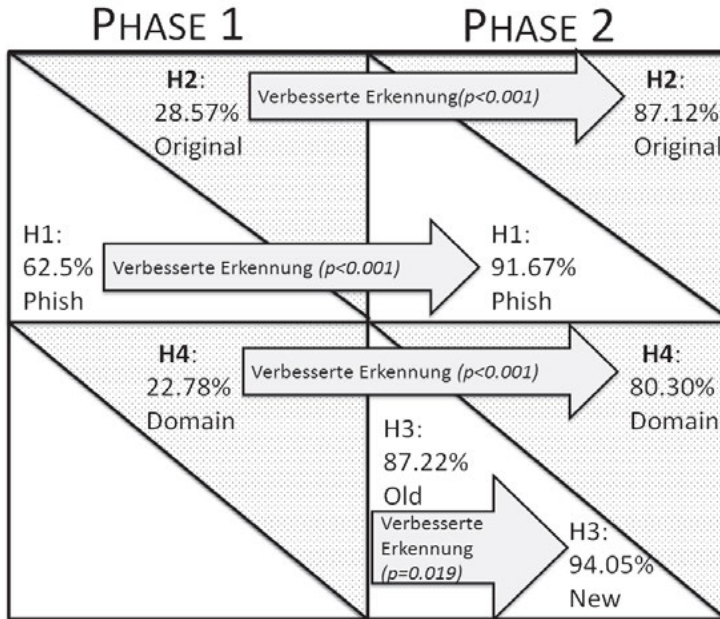 PHASE 1
PHASE 2
H2:
28.57%
Original
Verbesserte Erkennung(p<0.001)
H2:
87.12%
Original
H1:
62.5%
Phish
Verbesserte Erkennung (p<0.001)
H1:
91.67%
Phish
H4:
22.78%
Domain
Verbesserte Erkennung (p<0.001)
H4:
80.30%
Domain
H3:
87.22%
Old
Verbesserte
Erkennung
(p=0.019)
H3:
94.05%
New